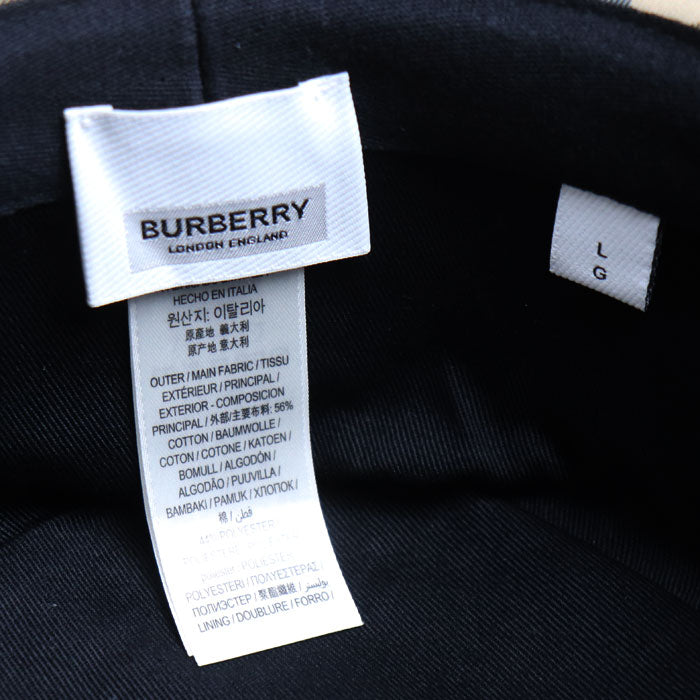 BURBERRY
LONDON ENGLAND
HECHO EN ITALIA
원산지: 이탈리아
原產地 義大利
原产地 意大利
OUTER / MAIN FABRIC / TISSU
EXTÉRIEUR / PRINCIPAL /
EXTERIOR - COMPOSICION
PRINCIPAL / 外部/主要布料: 56%
COTTON / BAUMWOLLE /
COTON / COTONE / KATOEN /
BOMULL / ALGODÓN /
ALGODÃO / PUUVILLA /
BAMBAKI / PAMUK / ХЛОПОК /
棉 / قطن /
44% POLYESTER
POLYESTERI / ΠΟΛΥΕΣΤΕΡΑΣ /
ПОЛИЭСТЕР / 聚酯纖維 / بوليستر
LINING / DOUBLURE / FORRO /
L
G